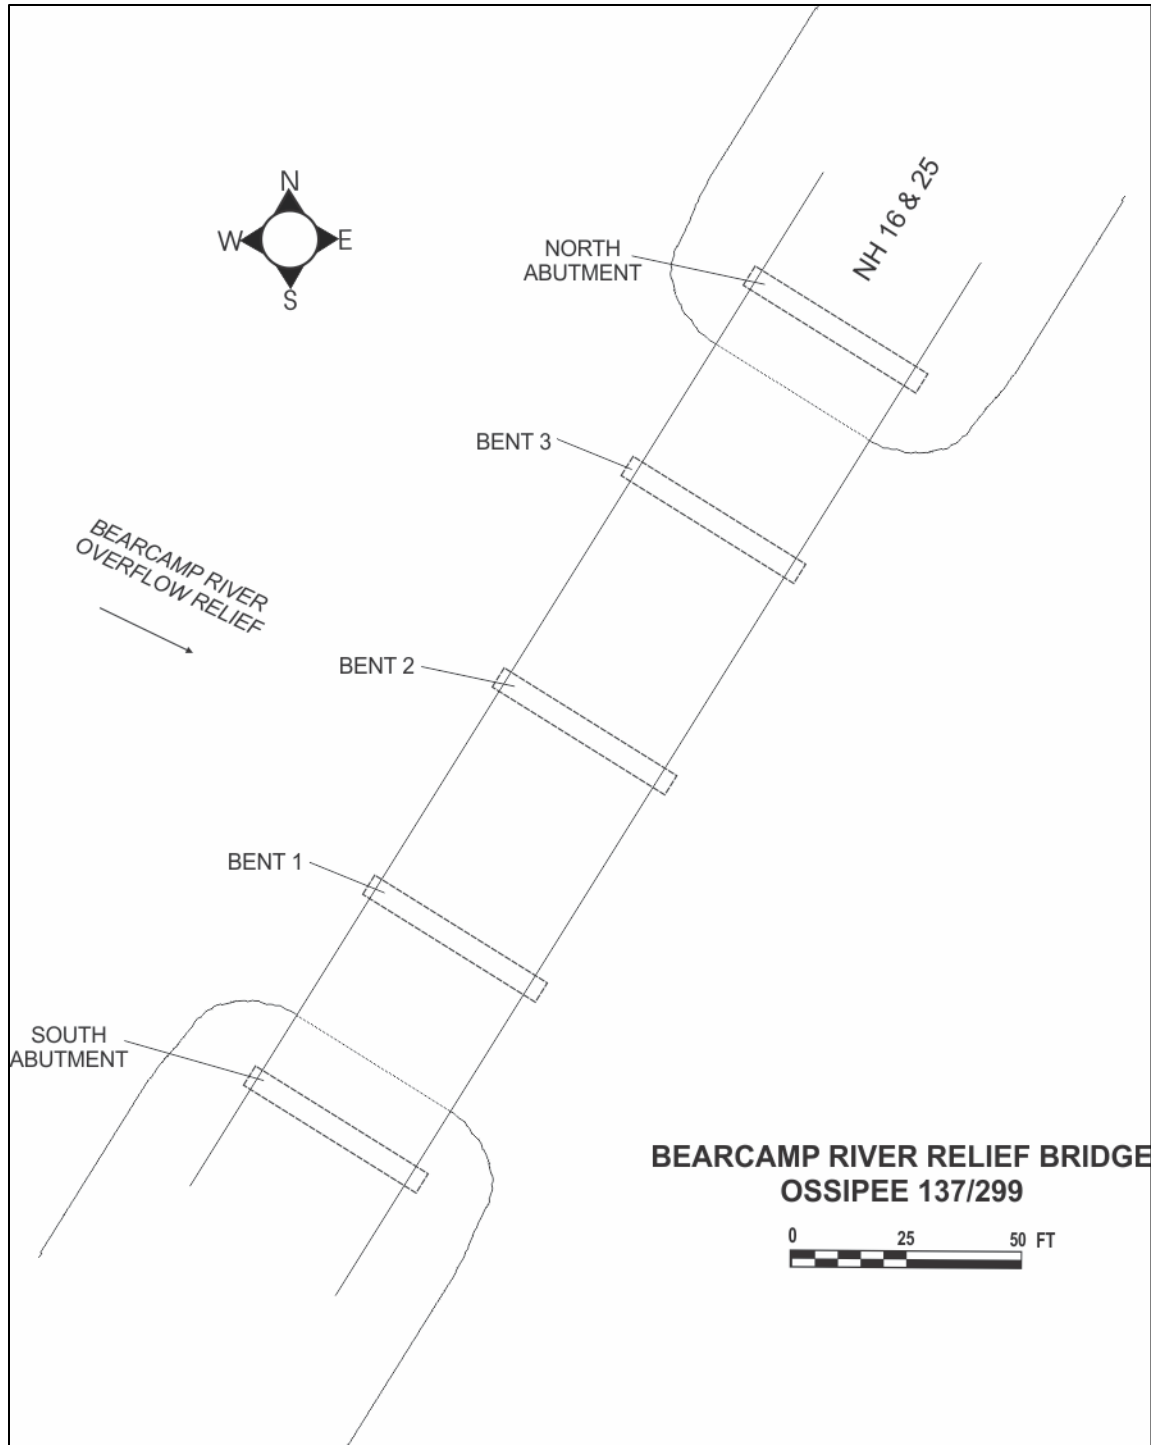 N
W E
S
NH 16 & 25
NORTH
ABUTMENT
BENT 3
BEARCAMP RIVER
OVERFLOW RELIEF
BENT 2
BENT 1
SOUTH
ABUTMENT
BEARCAMP RIVER RELIEF BRIDGE
OSSIPEE 137/299
0 25 50 FT